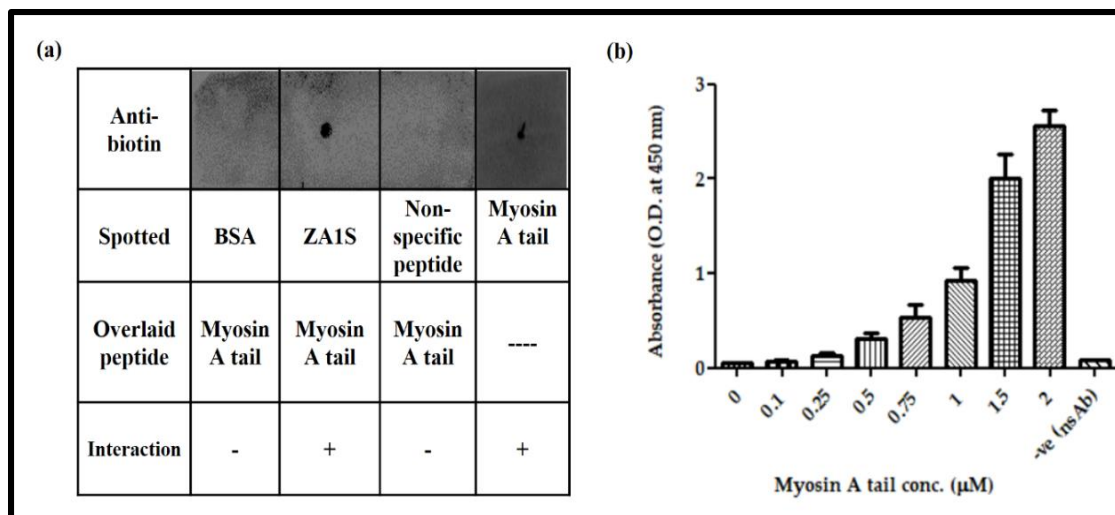 (a)
Anti-
biotin
Spotted
BSA
ZA1S
Non-
specific
peptide
Myosin
A tail
Overlaid
peptide
Myosin
A tail
Myosin
A tail
Myosin
A tail
----
Interaction
-
+
-
+
(b)
Absorbance (O.D. at 450 nm)
3
2
1
0
0
0.1
0.25
0.5
0.75
1
1.5
2
-ve (nsAb)
Myosin A tail conc. (μM)